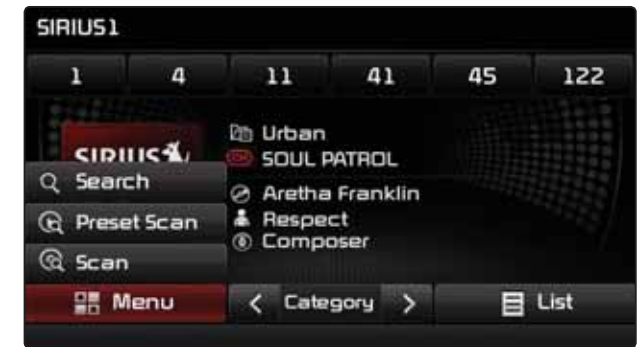 SIRIUS1
1 4 11 41 45 122
Urban
SIRIUS
SOUL PATROL
Search
Aretha Franklin
Preset Scan
Respect
Composer
Scan
Menu < Category > List